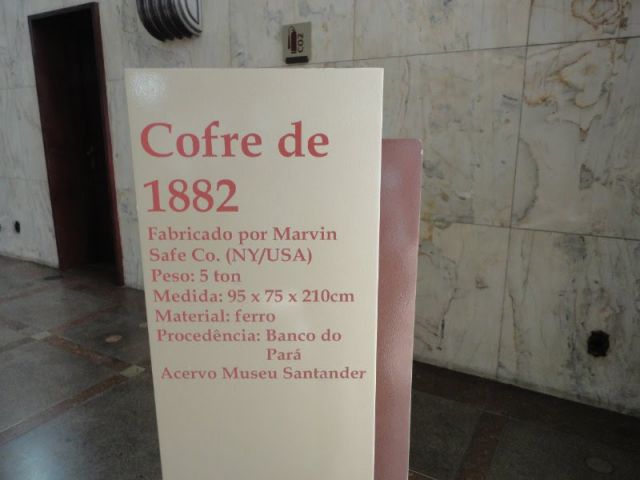 CO2
Cofre de
1882
Fabricado por Marvin
Safe Co. (NY/USA)
Peso: 5 ton
Medida: 95 x 75 x 210cm
Material: ferro
Procedência: Banco do
Pará
Acervo Museu Santander